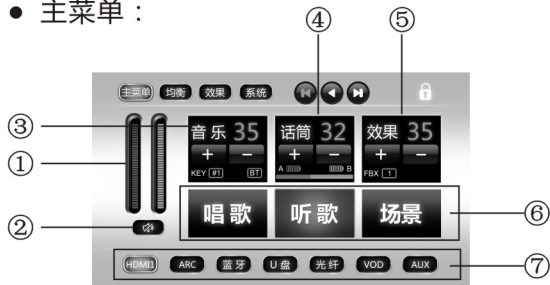 ● 主菜单：
④ ⑤
主菜单 均衡 效果 系统
③ 音乐 35 话筒 32 效果 35
+ − + − + −
① KEY #1 BT A B FBX 1
② 唱歌 听歌 场景 ⑥
HDMI1 ARC 蓝牙 U盘 光纤 VOD AUX ⑦